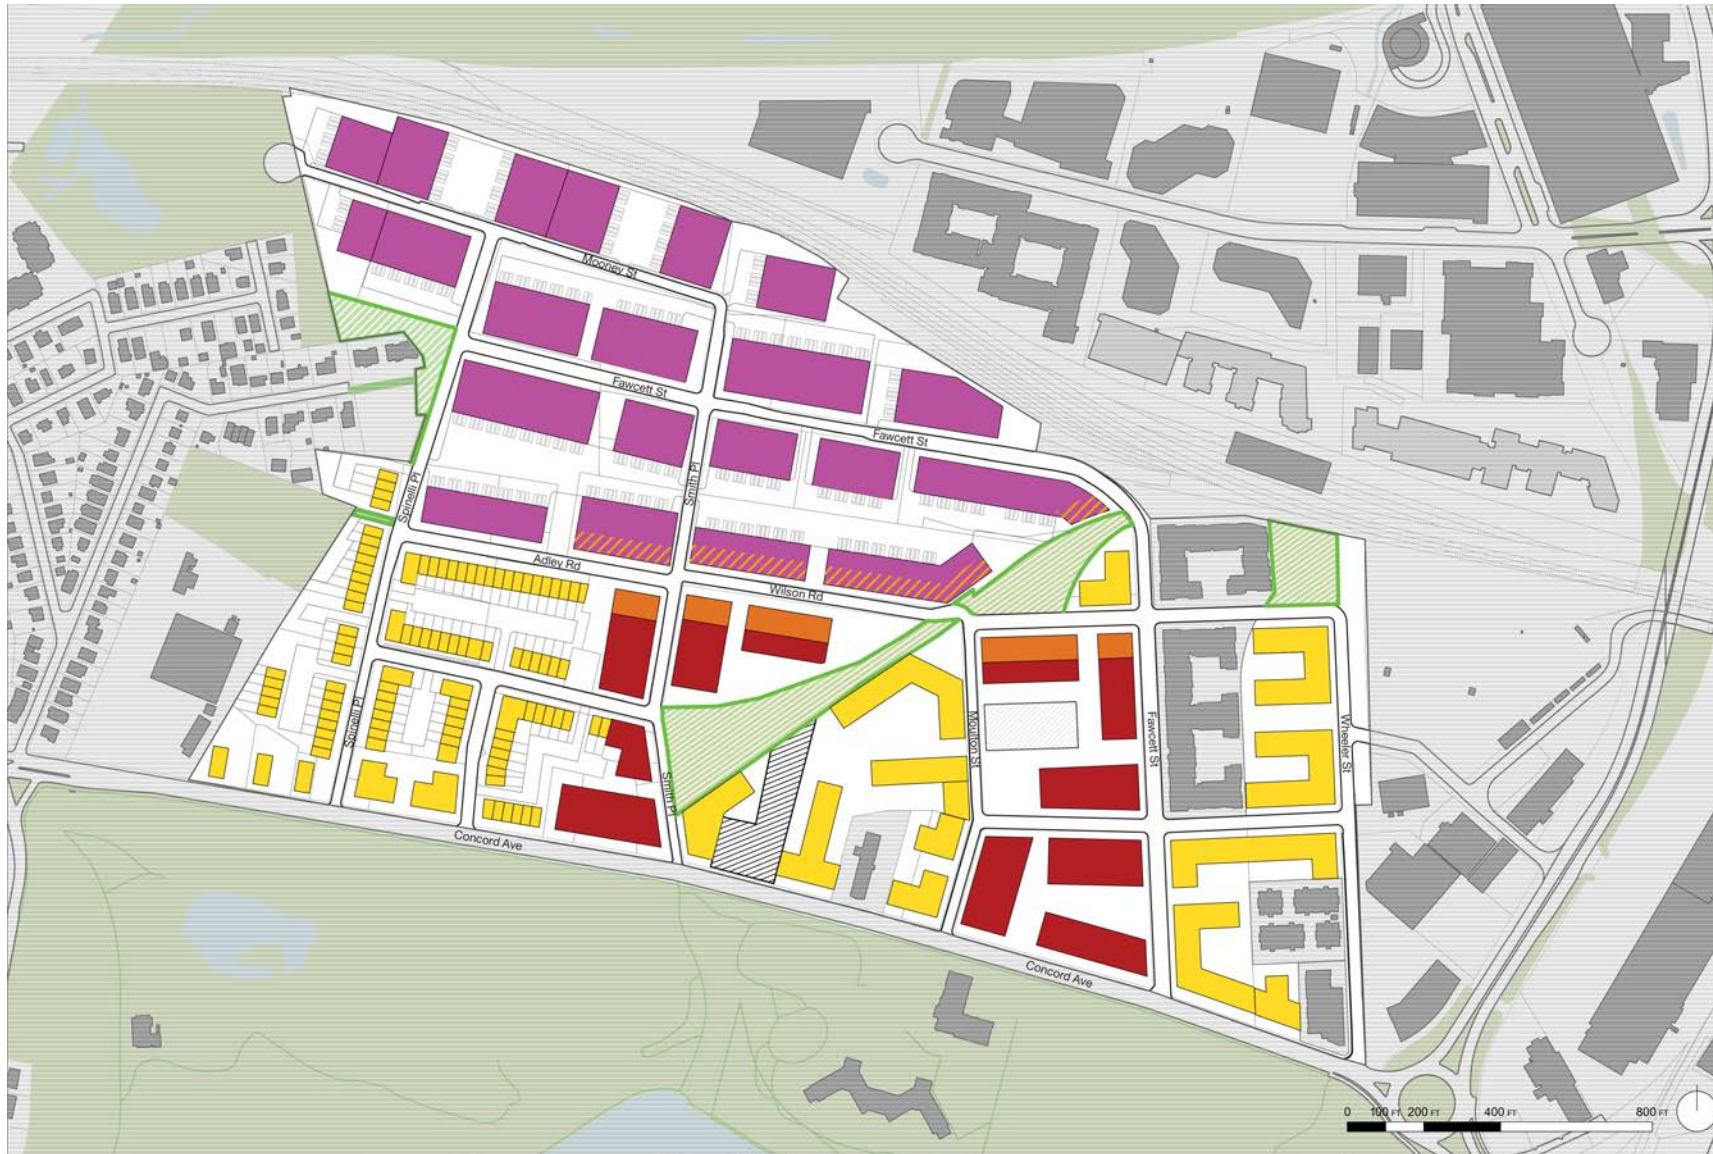 Mooney St
Fawcett St
Fawcett St
Smith Pl
Spinelli Pl
Adley Rd
Wilson Rd
Spinelli Pl
Smith Pl
Moulton St
Fawcett St
Wheeler St
Concord Ave
Concord Ave
0 100 FT 200 FT 400 FT 800 FT